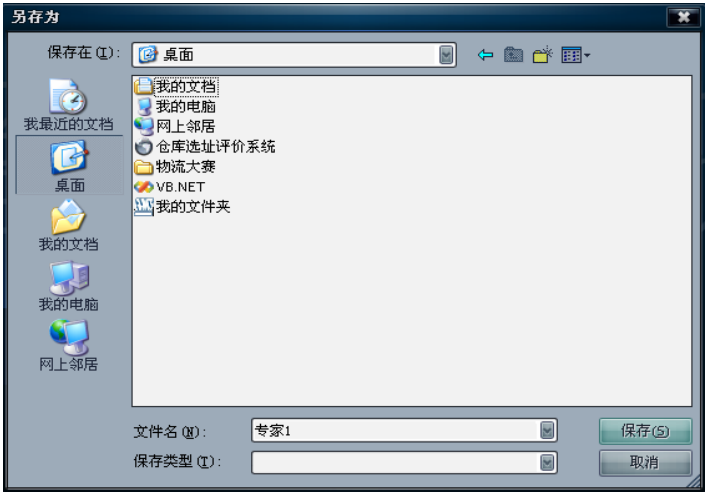 另存为
保存在(I):
桌面
我最近的文档
桌面
我的文档
我的电脑
网上邻居
我的文档
我的电脑
网上邻居
仓库选址评价系统
物流大赛
VB.NET
我的文件夹
文件名(N):
专家1
保存(S)
保存类型(T):
取消